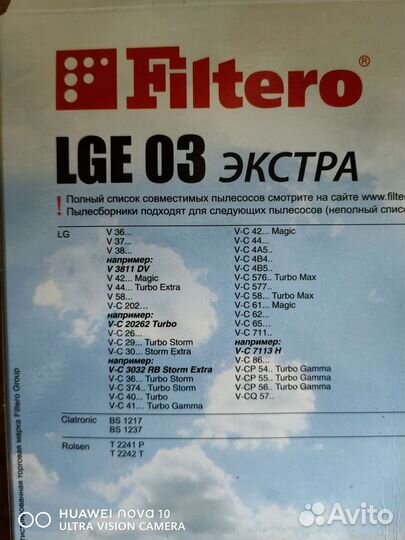 Filtero®
LGE 03 ЭКСТРА
! Полный список совместимых пылесосов смотрите на сайте www.filte
Пылесборники подходят для следующих пылесосов (неполный список
LG
V 36...
V 37...
V 38...
например:
V 3811 DV
V 42... Magic
V 44... Turbo Extra
V 58...
V-C 202...
например:
V-C 20262 Turbo
V-C 26...
V-C 29... Turbo Storm
V-C 30... Storm Extra
например:
V-C 3032 RB Storm Extra
V-C 36... Turbo Storm
V-C 374.. Turbo Storm
V-C 40... Turbo
V-C 41... Turbo Gamma
V-C 42... Magic
V-C 44...
V-C 4A5..
V-C 4B4..
V-C 4B5..
V-C 576.. Turbo Max
V-C 577..
V-C 58... Turbo Max
V-C 61... Magic
V-C 62...
V-C 65...
V-C 711..
например:
V-C 7113 H
V-C 86...
V-CP 54.. Turbo Gamma
V-CP 55.. Turbo Gamma
V-CP 56.. Turbo Gamma
V-CQ 57..
Clatronic
BS 1217
BS 1237
Rolsen
T 2241 P
T 2242 T
торговая марка Filtero Group
HUAWEI nova 10
ULTRA VISION CAMERA
Avito